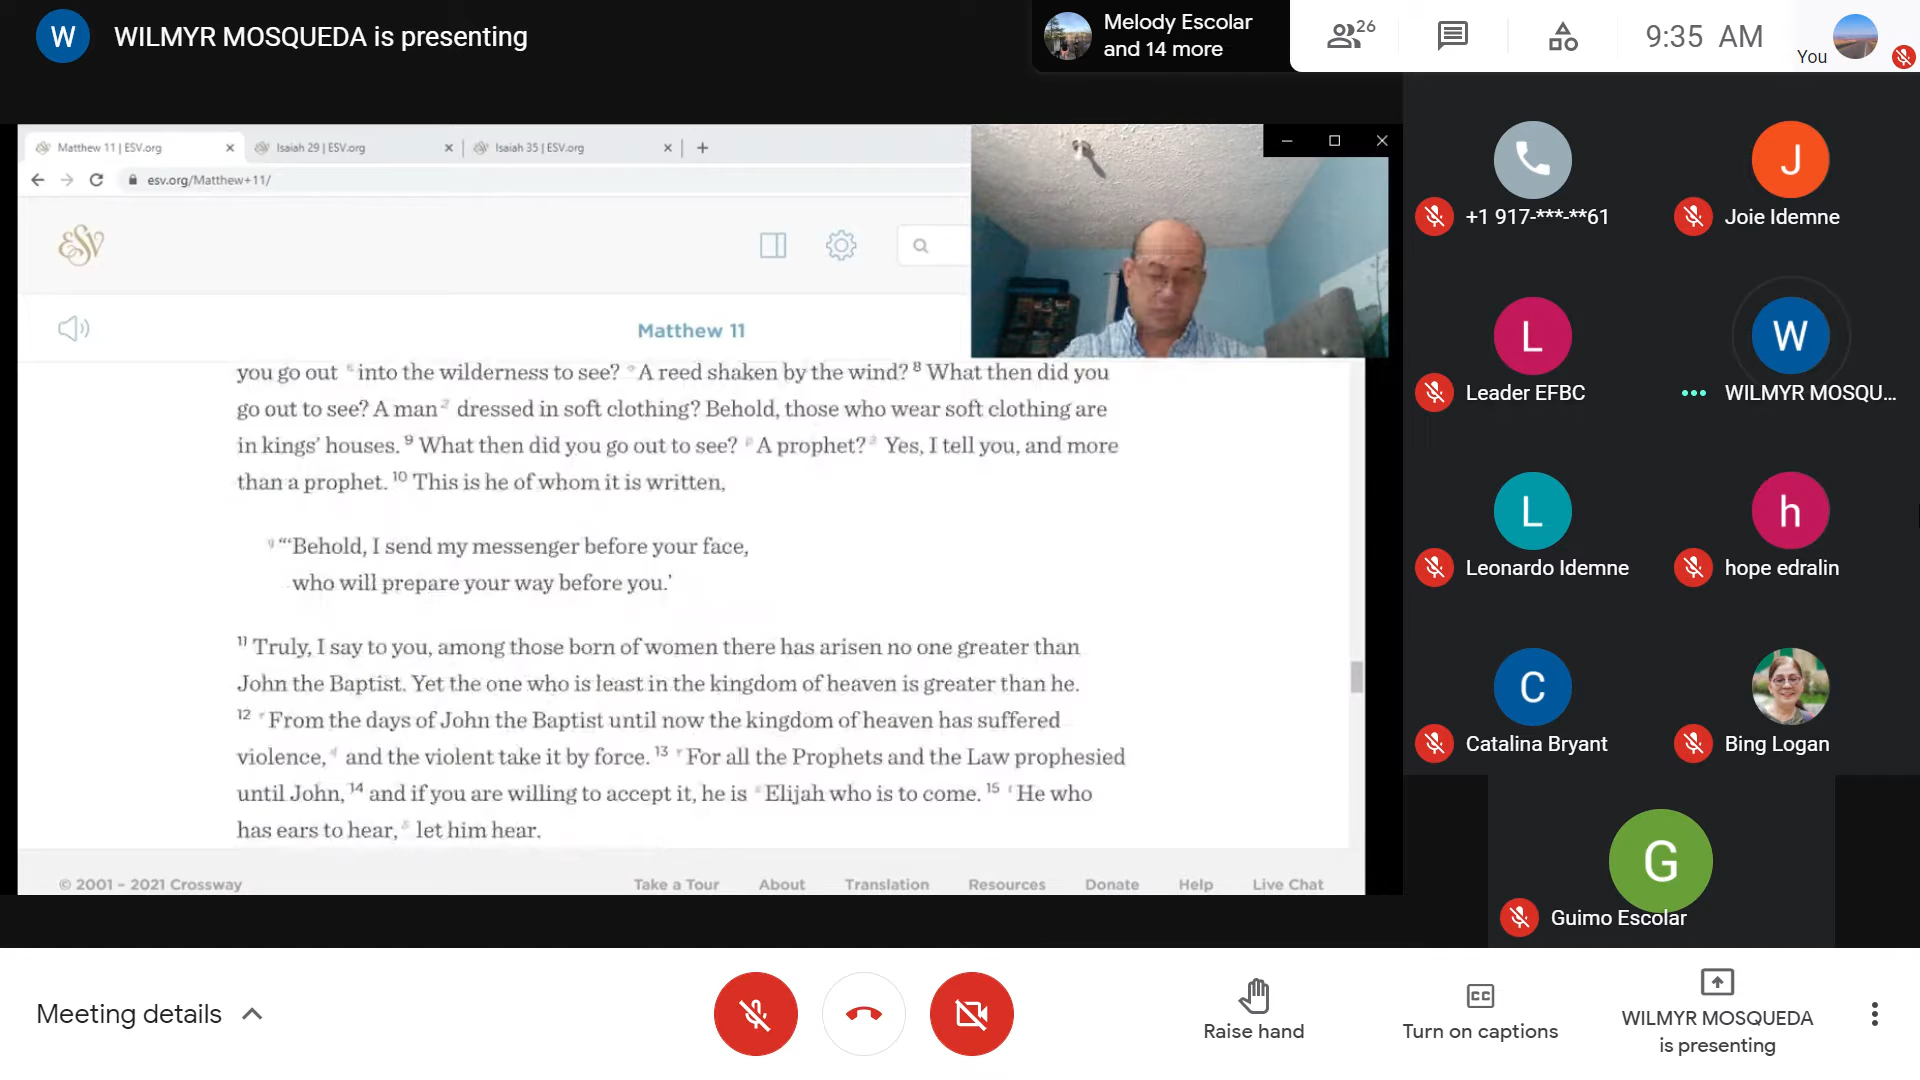 W WILMYR MOSQUEDA is presenting
Melody Escolar
and 14 more
26
9:35 AM
You
Matthew 11 | ESV.org
Isaiah 29 | ESV.org
Isaiah 35 | ESV.org
esv.org/Matthew+11/
ESV
Matthew 11
you go out into the wilderness to see? A reed shaken by the wind? 8 What then did you
go out to see? A man 2 dressed in soft clothing? Behold, those who wear soft clothing are
in kings’ houses. 9 What then did you go out to see? p A prophet? 3 Yes, I tell you, and more
than a prophet. 10 This is he of whom it is written,
q “‘Behold, I send my messenger before your face,
who will prepare your way before you.’
11 Truly, I say to you, among those born of women there has arisen no one greater than
John the Baptist. Yet the one who is least in the kingdom of heaven is greater than he.
12 r From the days of John the Baptist until now the kingdom of heaven has suffered
violence, 4 and the violent take it by force. 13 r For all the Prophets and the Law prophesied
until John, 14 and if you are willing to accept it, he is s Elijah who is to come. 15 t He who
has ears to hear, 5 let him hear.
© 2001 – 2021 Crossway
Take a Tour About Translation Resources Donate Help Live Chat
+1 917-***-**61
J
Joie Idemne
L
Leader EFBC
W
WILMYR MOSQU...
L
Leonardo Idemne
h
hope edralin
C
Catalina Bryant
Bing Logan
G
Guimo Escolar
Meeting details
Raise hand
CC
Turn on captions
WILMYR MOSQUEDA
is presenting